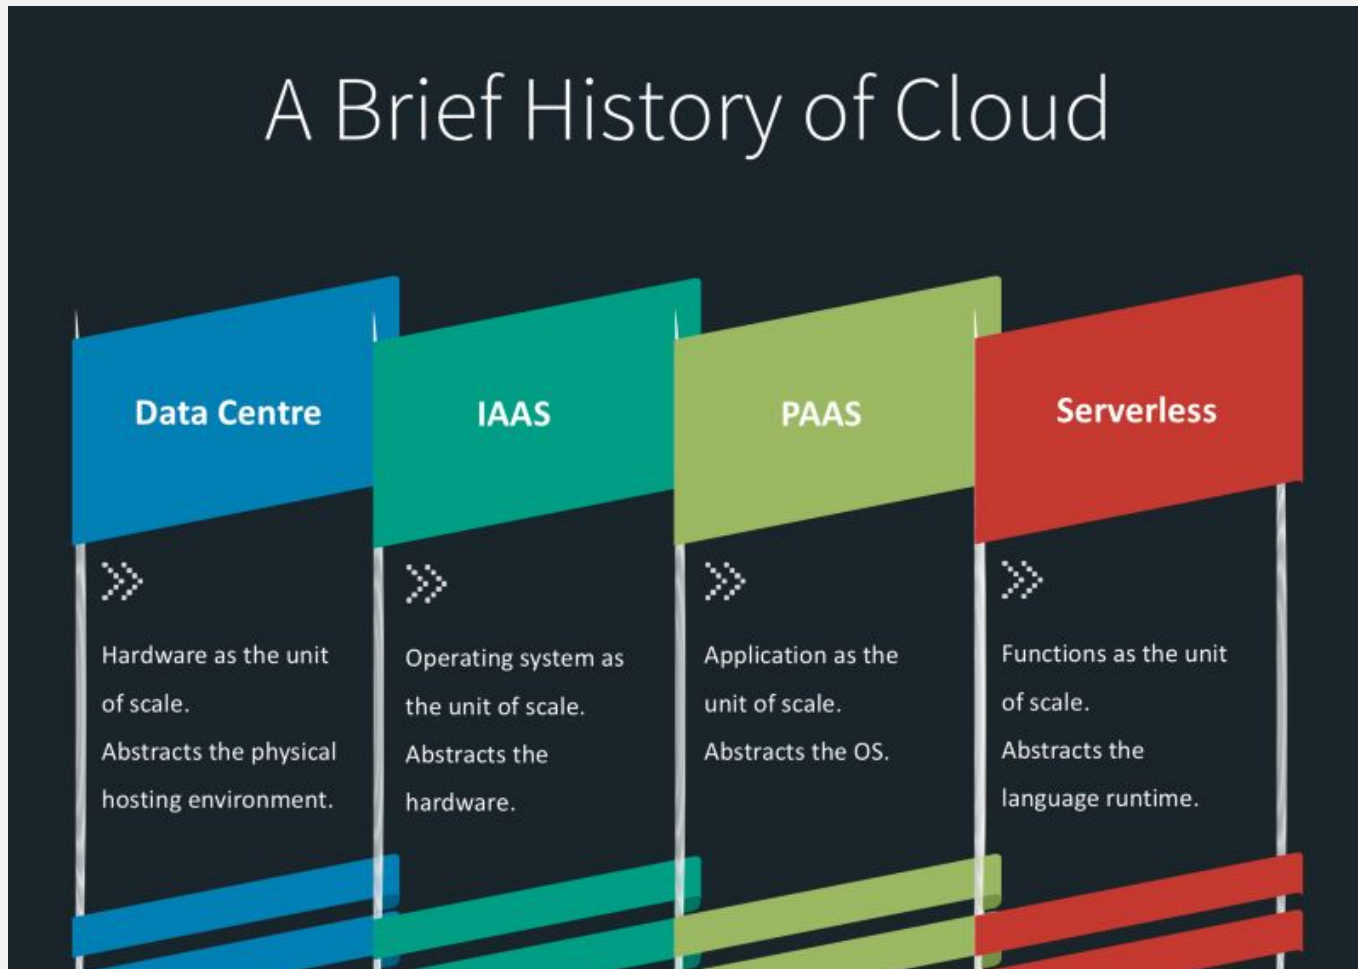 A Brief History of Cloud
Data Centre
IAAS
PAAS
Serverless
Hardware as the unit
of scale.
Abstracts the physical
hosting environment.
Operating system as
the unit of scale.
Abstracts the
hardware.
Application as the
unit of scale.
Abstracts the OS.
Functions as the unit
of scale.
Abstracts the
language runtime.